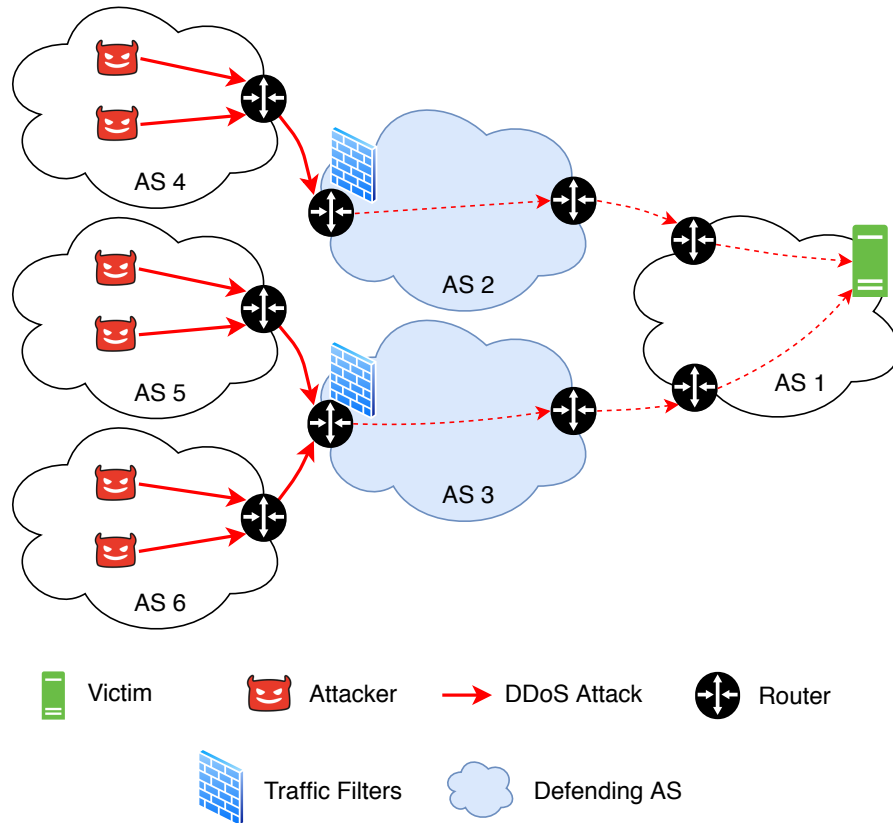 AS 4
AS 2
AS 5
AS 1
AS 3
AS 6
Victim
Attacker
DDoS Attack
Router
Traffic Filters
Defending AS